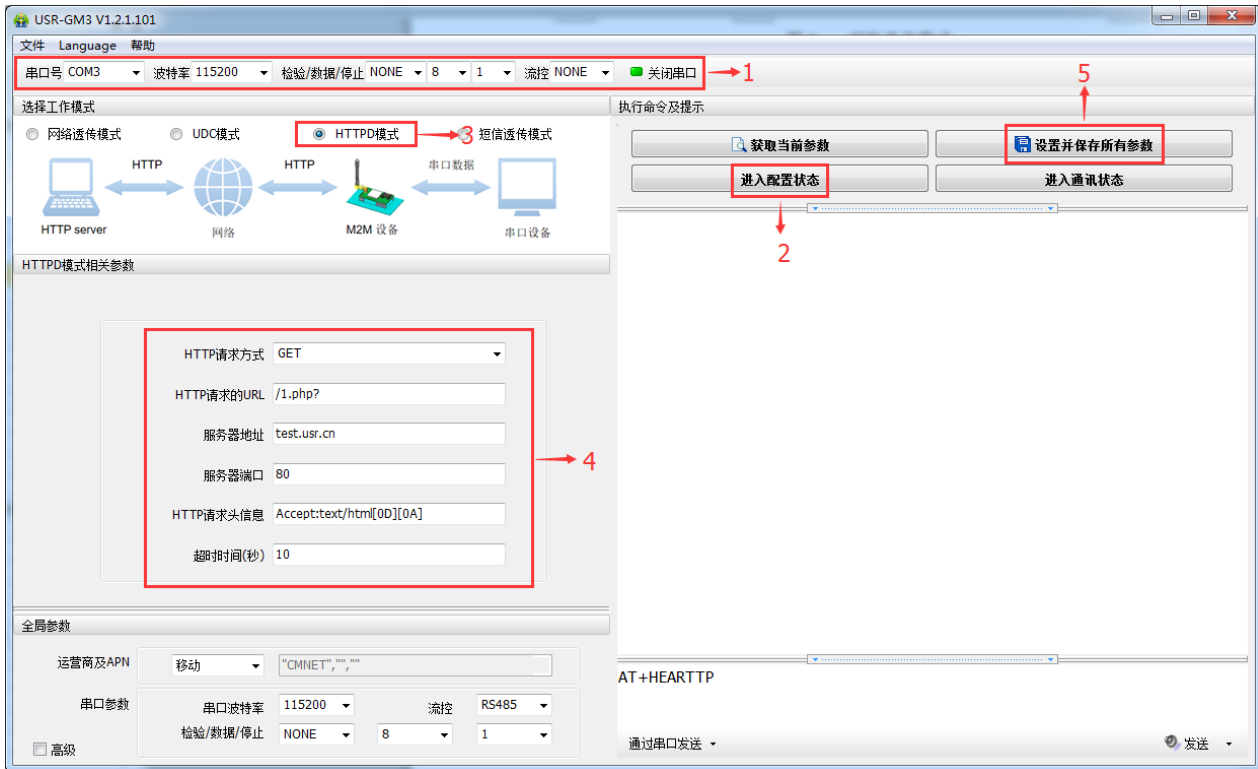 USR-GM3 V1.2.1.101
文件 Language 帮助
串口号 COM3 波特率 115200 检验/数据/停止 NONE 8 1 流控 NONE 关闭串口 1
5
选择工作模式
执行命令及提示
网络透传模式 UDC模式 HTTPD模式 3 短信透传模式
获取当前参数 设置并保存所有参数
进入配置状态 进入通讯状态
2
HTTP HTTP 串口数据
HTTP server 网络 M2M 设备 串口设备
HTTPD模式相关参数
HTTP请求方式 GET
HTTP请求的URL /1.php?
服务器地址 test.usr.cn
4
服务器端口 80
HTTP请求头信息 Accept:text/html[0D][0A]
超时时间(秒) 10
全局参数
运营商及APN 移动 "CMNET","",""
串口参数 串口波特率 115200 流控 RS485
检验/数据/停止 NONE 8 1
高级
AT+HEARTTP
通过串口发送 发送